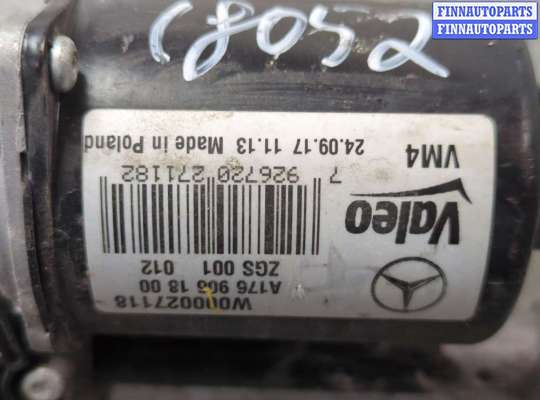 FINNAUTOPARTS
FINNAUTOPARTS
C8052
W000027118
A176 906 18 00
ZGS 001 012
Valeo
7 926720 271182
VM4
24.09.17 11.13 Made in Poland